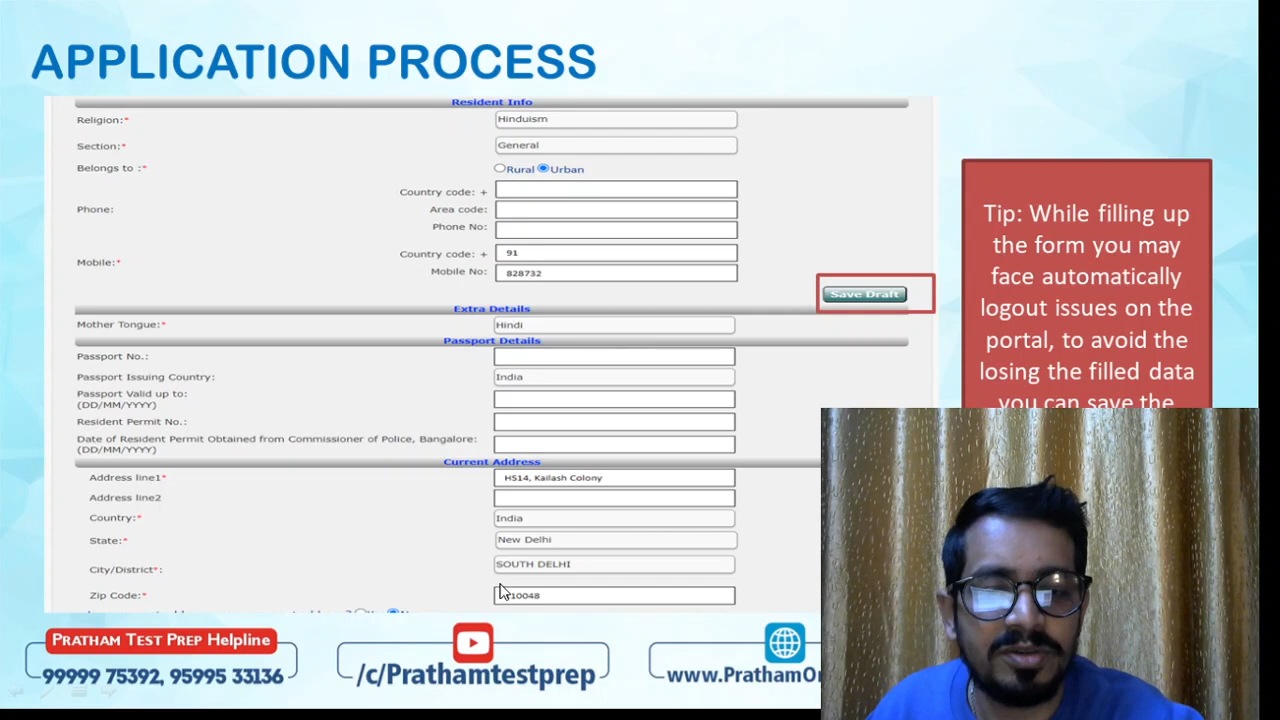 APPLICATION PROCESS
Resident Info
Religion:* Hinduism
Section:* General
Belongs to :* Rural Urban
Country code: +
Phone: Area code:
Phone No:
Country code: + 91
Mobile:*
Mobile No: 828732
Save Draft
Extra Details
Mother Tongue:* Hindi
Passport Details
Passport No.:
Passport Issuing Country: India
Passport Valid up to:
(DD/MM/YYYY)
Resident Permit No.:
Date of Resident Permit Obtained from Commissioner of Police, Bangalore:
(DD/MM/YYYY)
Current Address
Address line1* HS14, Kailash Colony
Address line2
Country:* India
State:* New Delhi
City/District*: SOUTH DELHI
Zip Code:* 10048
Tip: While filling up
the form you may
face automatically
logout issues on the
portal, to avoid the
losing the filled data
you can save the
PRATHAM TEST PREP Helpline
99999 75392, 95995 33136
/c/Prathamtestprep
www.PrathamOn